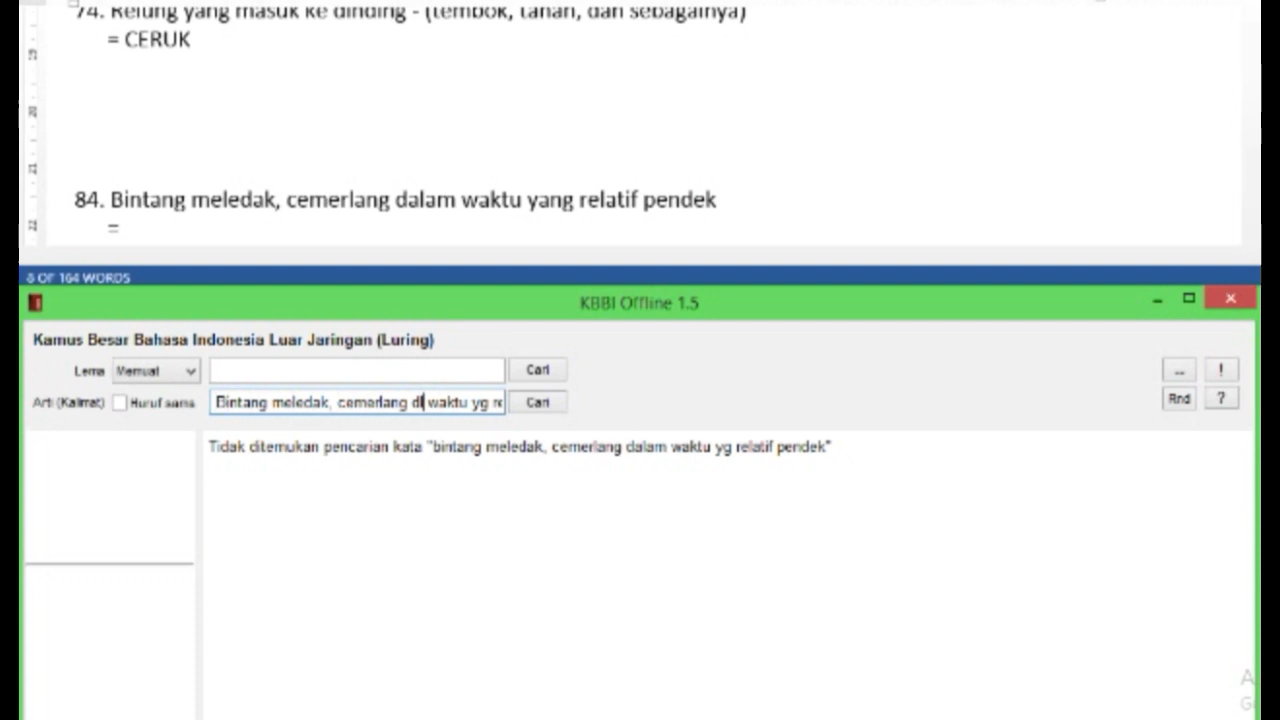 74. Relung yang masuk ke dinding - (tembok, tanah, dan sebagainya)
= CERUK
84. Bintang meledak, cemerlang dalam waktu yang relatif pendek
=
8 OF 164 WORDS
KBBI Offline 1.5
Kamus Besar Bahasa Indonesia Luar Jaringan (Luring)
Lema Memuat Cari ... !
Arti (Kalimat) Huruf sama Bintang meledak, cemerlang dl waktu yg re Cari Rnd ?
Tidak ditemukan pencarian kata "bintang meledak, cemerlang dalam waktu yg relatif pendek"